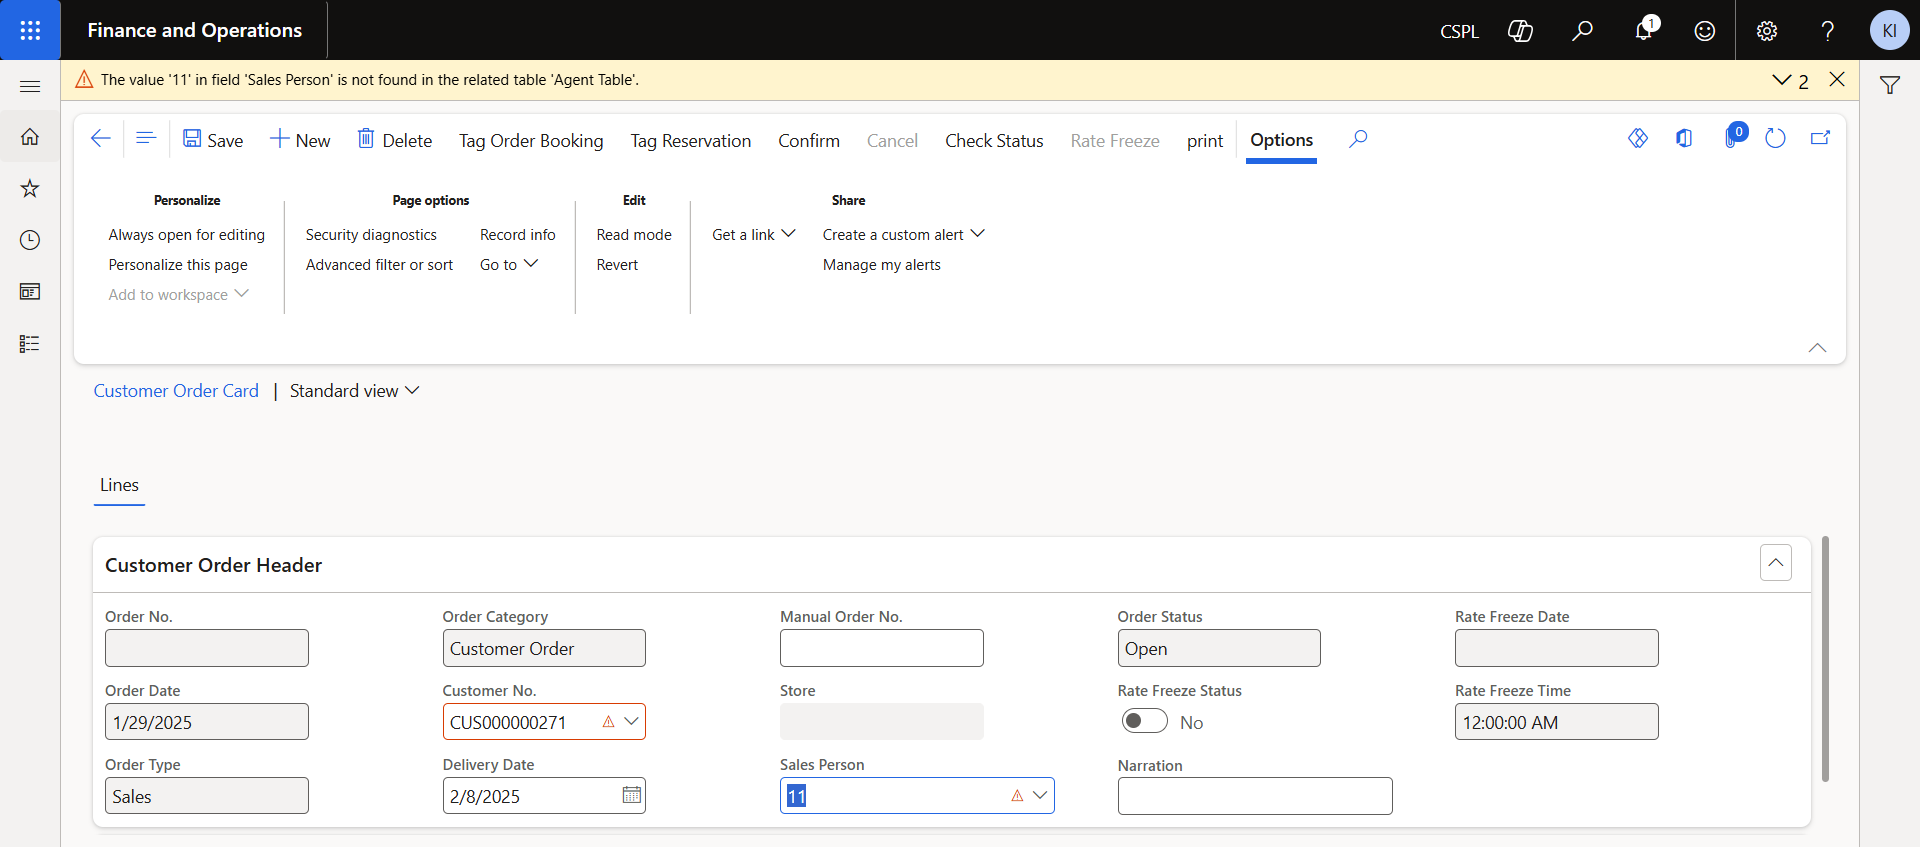 Finance and Operations
CSPL
1
KI
The value '11' in field 'Sales Person' is not found in the related table 'Agent Table'.
2
Save
New
Delete
Tag Order Booking
Tag Reservation
Confirm
Cancel
Check Status
Rate Freeze
print
Options
0
Personalize
Always open for editing
Personalize this page
Add to workspace
Page options
Security diagnostics
Record info
Advanced filter or sort
Go to
Edit
Read mode
Revert
Share
Get a link
Create a custom alert
Manage my alerts
Customer Order Card | Standard view
Lines
Customer Order Header
Order No.
Order Category
Customer Order
Manual Order No.
Order Status
Open
Rate Freeze Date
Order Date
1/29/2025
Customer No.
CUS000000271
Store
Rate Freeze Status
No
Rate Freeze Time
12:00:00 AM
Order Type
Sales
Delivery Date
2/8/2025
Sales Person
11
Narration